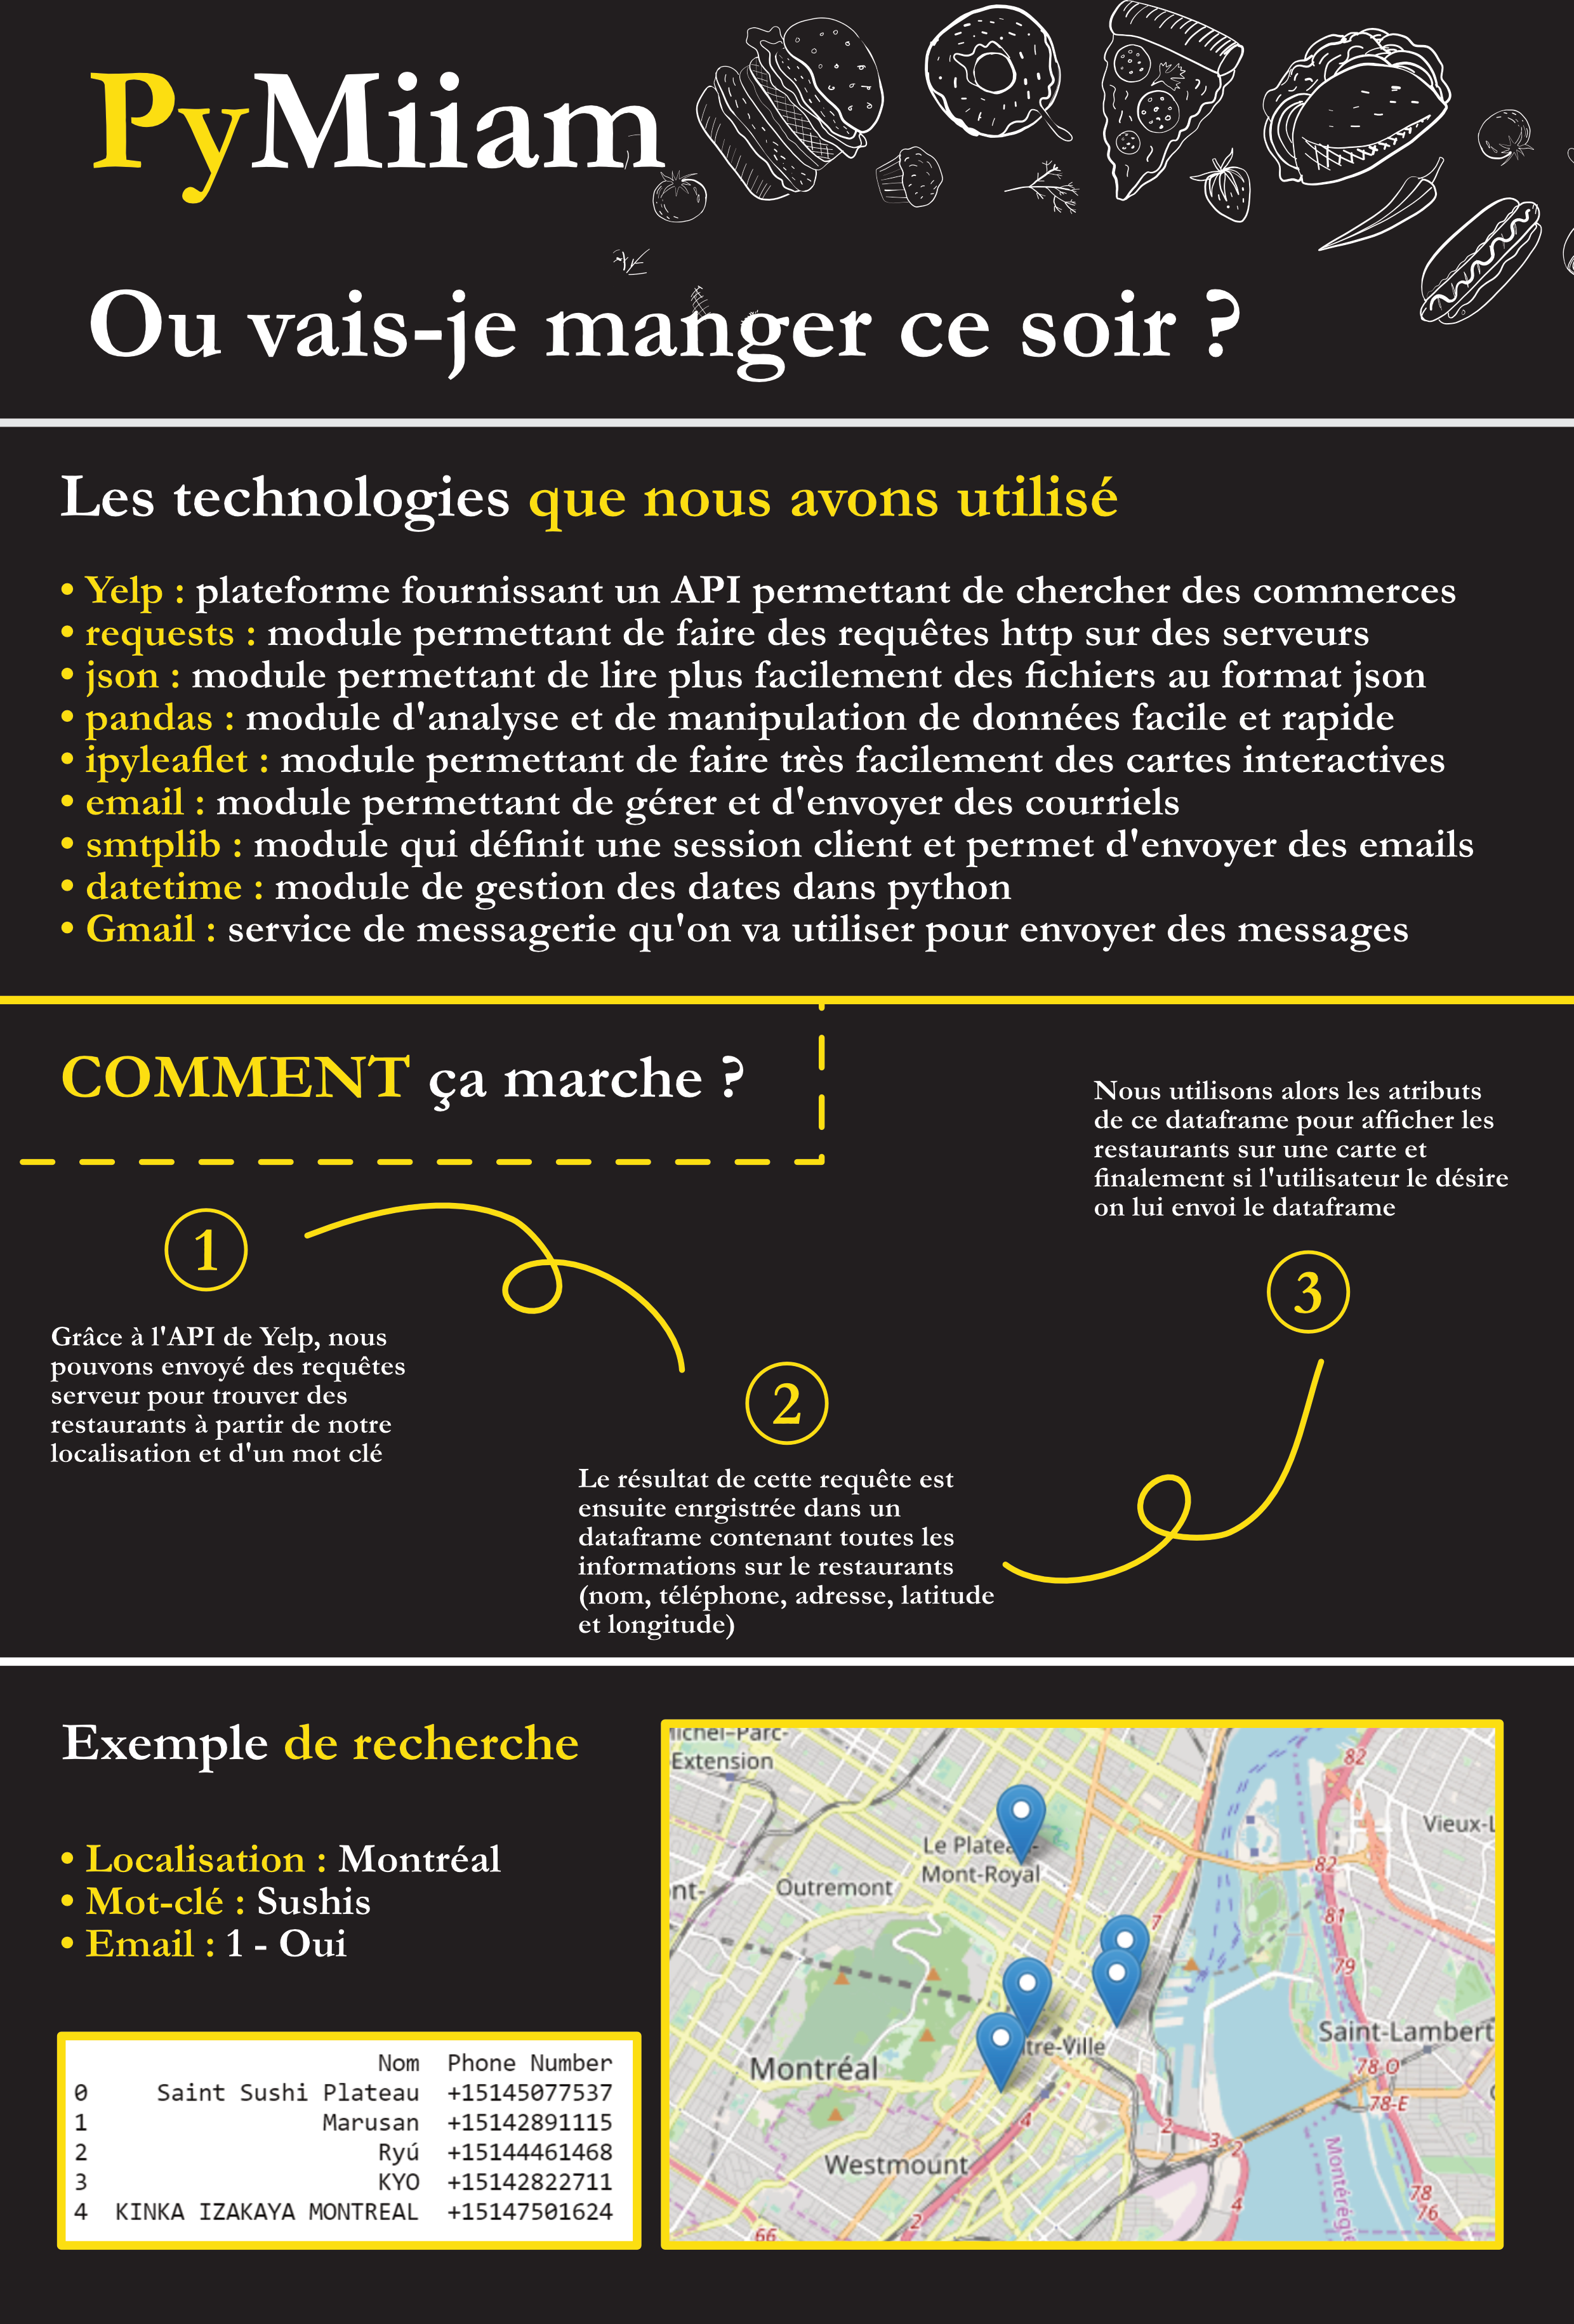 PyMiiam
Ou vais-je manger ce soir ?
Les technologies que nous avons utilisé
• Yelp : plateforme fournissant un API permettant de chercher des commerces
• requests : module permettant de faire des requêtes http sur des serveurs
• json : module permettant de lire plus facilement des fichiers au format json
• pandas : module d'analyse et de manipulation de données facile et rapide
• ipyleaflet : module permettant de faire très facilement des cartes interactives
• email : module permettant de gérer et d'envoyer des courriels
• smtplib : module qui définit une session client et permet d'envoyer des emails
• datetime : module de gestion des dates dans python
• Gmail : service de messagerie qu'on va utiliser pour envoyer des messages
COMMENT ça marche ?
1
Grâce à l'API de Yelp, nous
pouvons envoyé des requêtes
serveur pour trouver des
restaurants à partir de notre
localisation et d'un mot clé
2
Le résultat de cette requête est
ensuite enrgistrée dans un
dataframe contenant toutes les
informations sur le restaurants
(nom, téléphone, adresse, latitude
et longitude)
Nous utilisons alors les atributs
de ce dataframe pour afficher les
restaurants sur une carte et
finalement si l'utilisateur le désire
on lui envoi le dataframe
3
Exemple de recherche
• Localisation : Montréal
• Mot-clé : Sushis
• Email : 1 - Oui
Nom Phone Number
0 Saint Sushi Plateau +15145077537
1 Marusan +15142891115
2 Ryú +15144461468
3 KYO +15142822711
4 KINKA IZAKAYA MONTREAL +15147501624
Extension
82
Vieux-L
Le Platea
Mont-Royal
82
nt-
Outremont
7
81
79
Saint-Lambert
tre-Ville
Montréal
78-O
78-E
4
2
3
2
Westmount
Montérégie
78
76
4
2
66